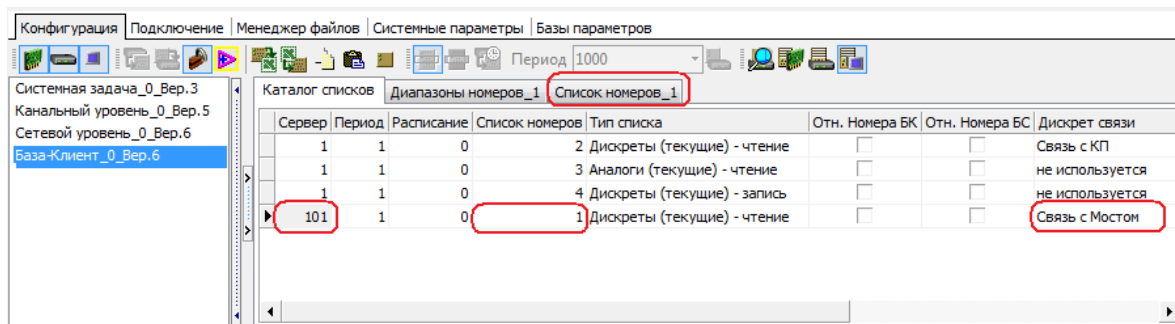 Конфигурация Подключение Менеджер файлов Системные параметры Базы параметров
Период 1000
Системная задача_0_Вер.3
Канальный уровень_0_Вер.5
Сетевой уровень_0_Вер.6
База-Клиент_0_Вер.6
Каталог списков Диапазоны номеров_1 Список номеров_1
Сервер Период Расписание Список номеров Тип списка Отн. Номера БК Отн. Номера БС Дискрет связи
1 1 0 2 Дискреты (текущие) - чтение Связь с КП
1 1 0 3 Аналоги (текущие) - чтение не используется
1 1 0 4 Дискреты (текущие) - запись не используется
101 1 0 1 Дискреты (текущие) - чтение Связь с Мостом